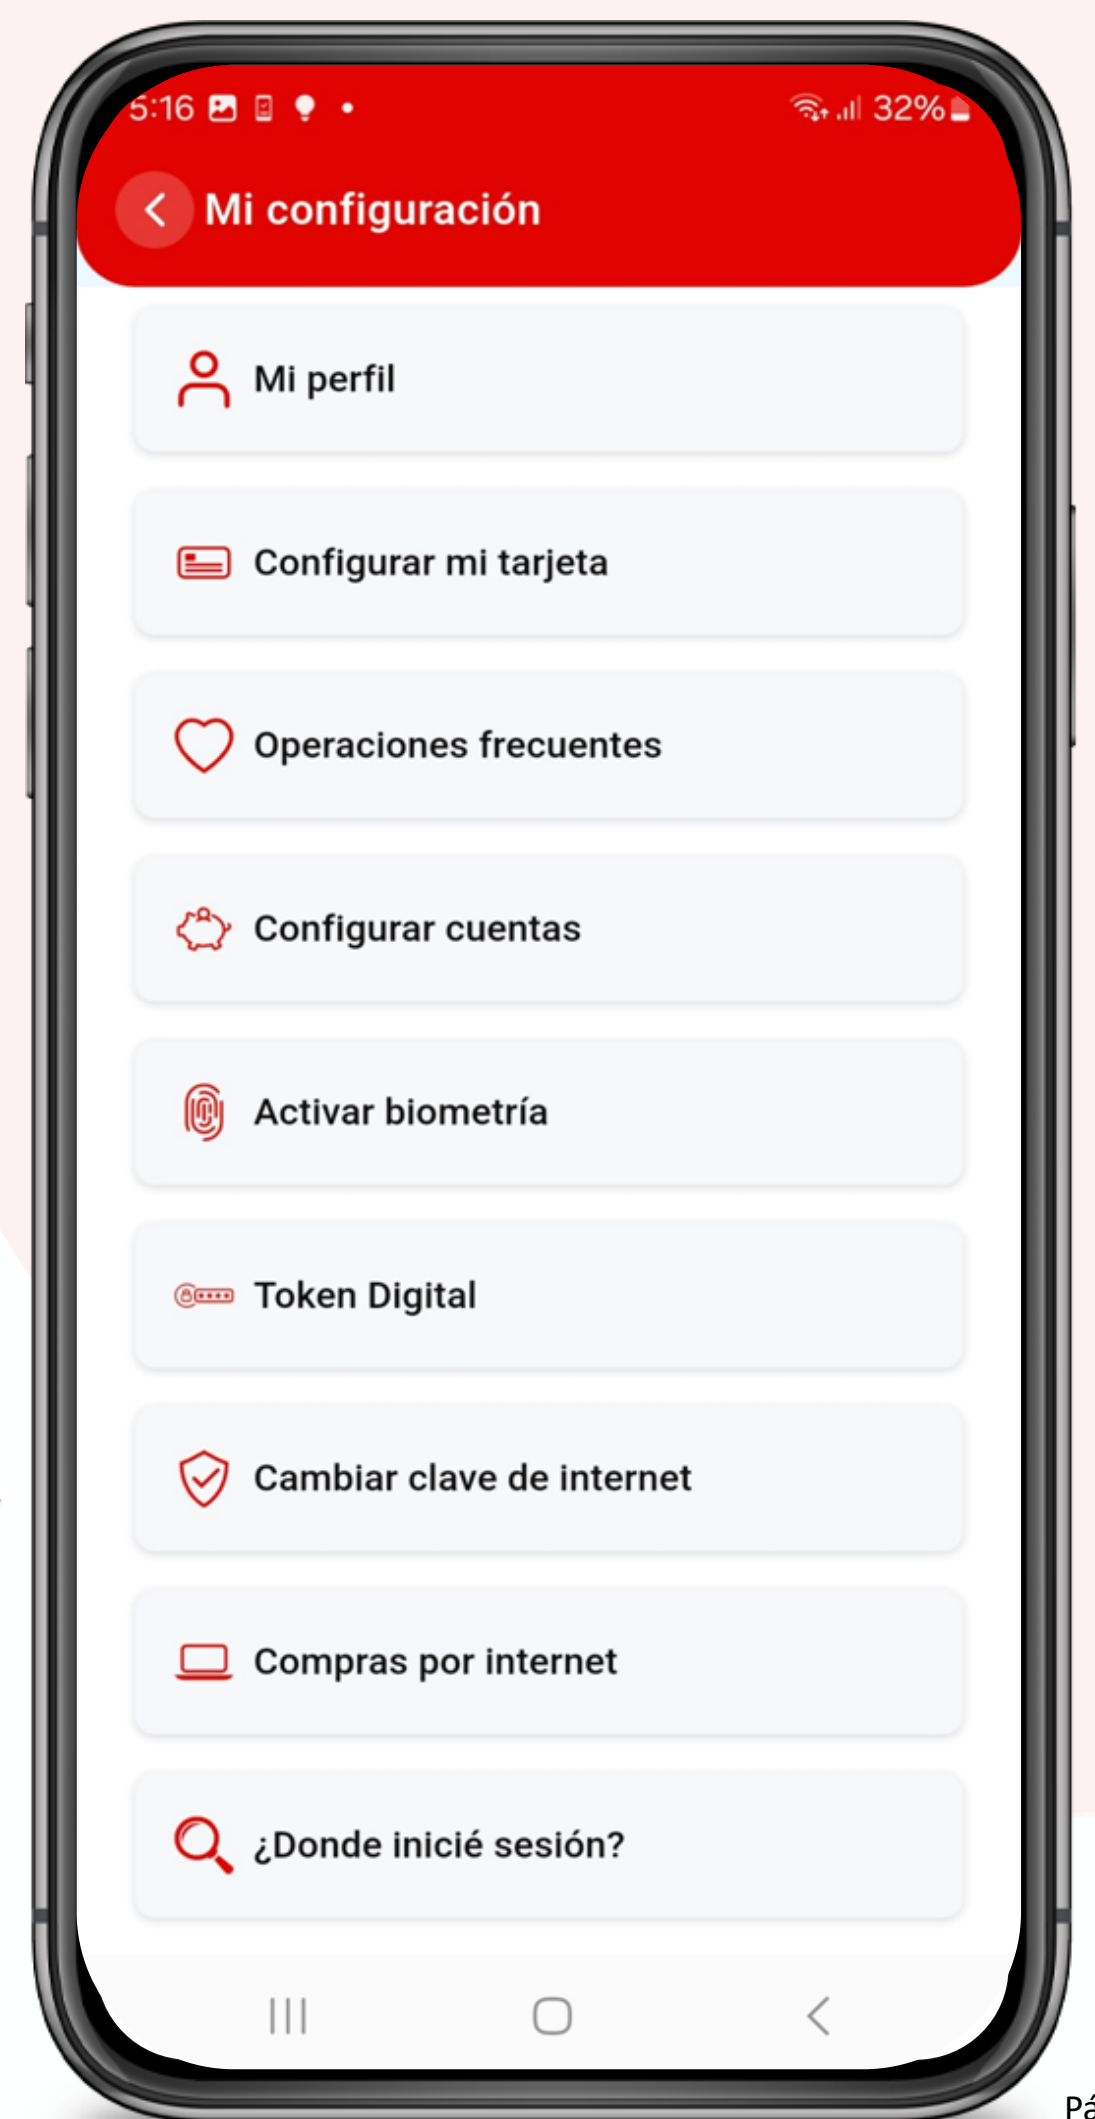 5:16 32%
Mi configuración
Mi perfil
Configurar mi tarjeta
Operaciones frecuentes
Configurar cuentas
Activar biometría
Token Digital
Cambiar clave de internet
Compras por internet
¿Donde inicié sesión?